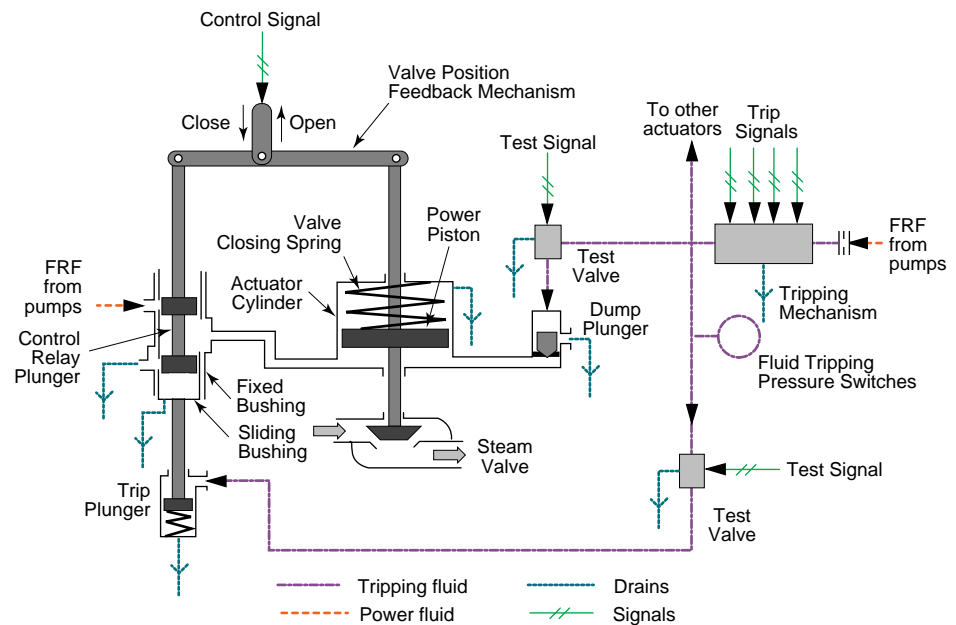 Control Signal
Valve Position
Feedback Mechanism
Close
Open
To other
actuators
Trip
Signals
Test Signal
Valve
Closing Spring
Power
Piston
FRF
from
pumps
Actuator
Cylinder
Test
Valve
FRF
from
pumps
Dump
Plunger
Tripping
Mechanism
Control
Relay
Plunger
Fluid Tripping
Pressure Switches
Fixed
Bushing
Sliding
Bushing
Steam
Valve
Trip
Plunger
Test Signal
Test
Valve
Tripping fluid
Drains
Power fluid
Signals